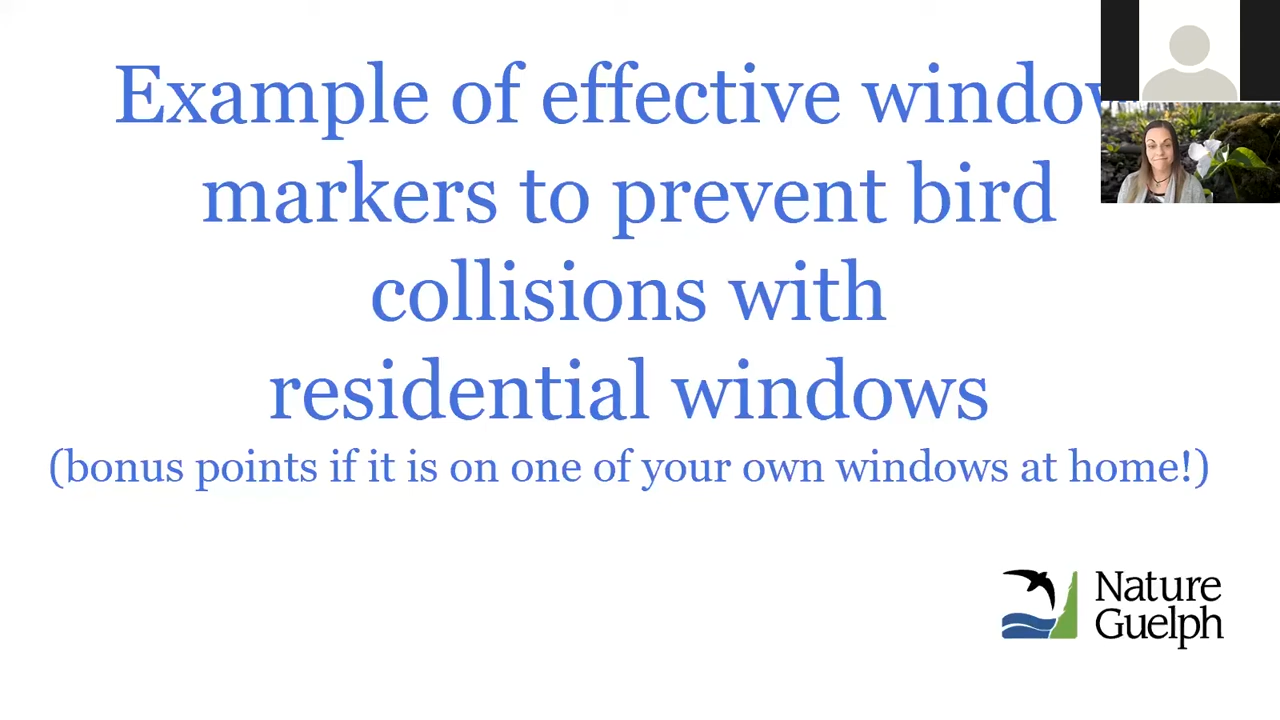 Example of effective window
markers to prevent bird
collisions with
residential windows
(bonus points if it is on one of your own windows at home!)
Nature
Guelph